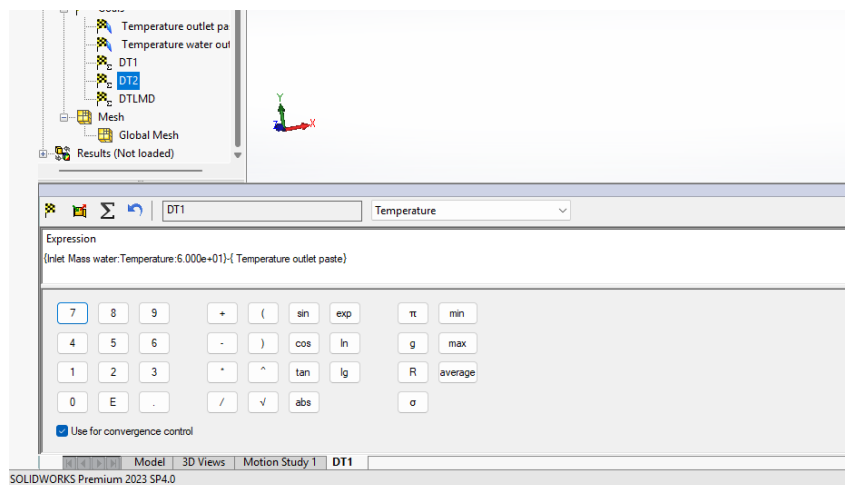 Goals
Temperature outlet pa
Temperature water out
DT1
DT2
DTLMD
Mesh
Global Mesh
Results (Not loaded)
Y
Z X
DT1 Temperature
Expression
{Inlet Mass water:Temperature:6.000e+01}-{ Temperature outlet paste}
7 8 9 + ( sin exp π min
4 5 6 - ) cos ln g max
1 2 3 * ^ tan lg R average
0 E . / √ abs σ
Use for convergence control
Model 3D Views Motion Study 1 DT1
SOLIDWORKS Premium 2023 SP4.0